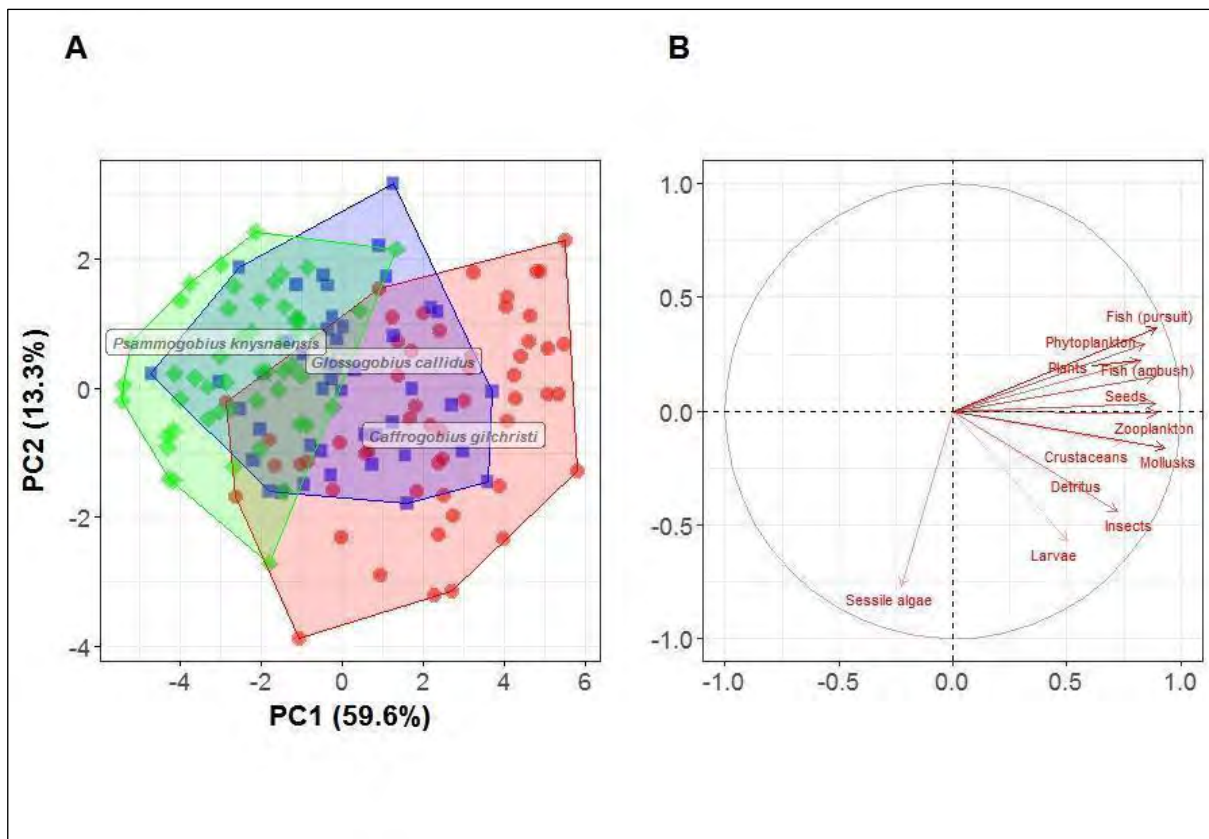 A
B
2
0
-2
-4
PC2 (13.3%)
Psammogobius knysnaensis
Glossogobius callidus
Caffrogobius gilchristi
-4
-2
0
2
4
6
PC1 (59.6%)
1.0
0.5
0.0
-0.5
-1.0
Fish (pursuit)
Phytoplankton
Plants
Fish (ambush)
Seeds
Zooplankton
Crustaceans
Mollusks
Detritus
Insects
Larvae
Sessile algae
-1.0
-0.5
0.0
0.5
1.0